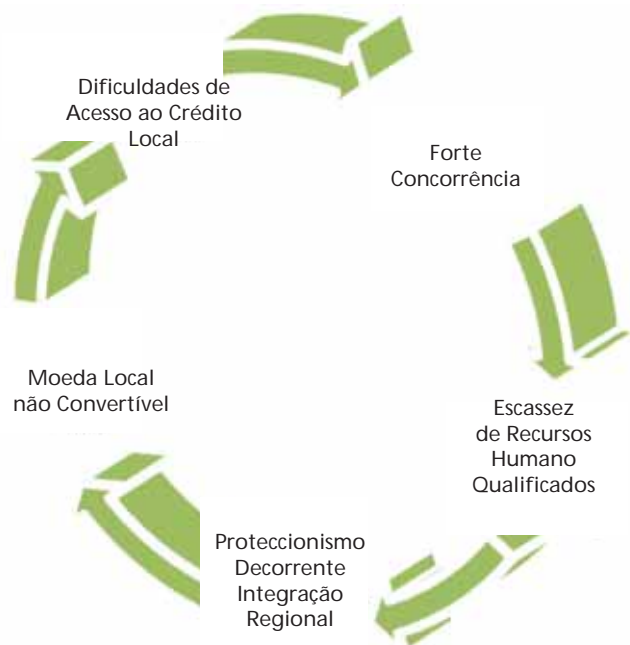 Dificuldades de
Acesso ao Crédito
Local
Forte
Concorrência
Escassez
de Recursos
Humano
Qualificados
Proteccionismo
Decorrente
Integração
Regional
Moeda Local
não Convertível